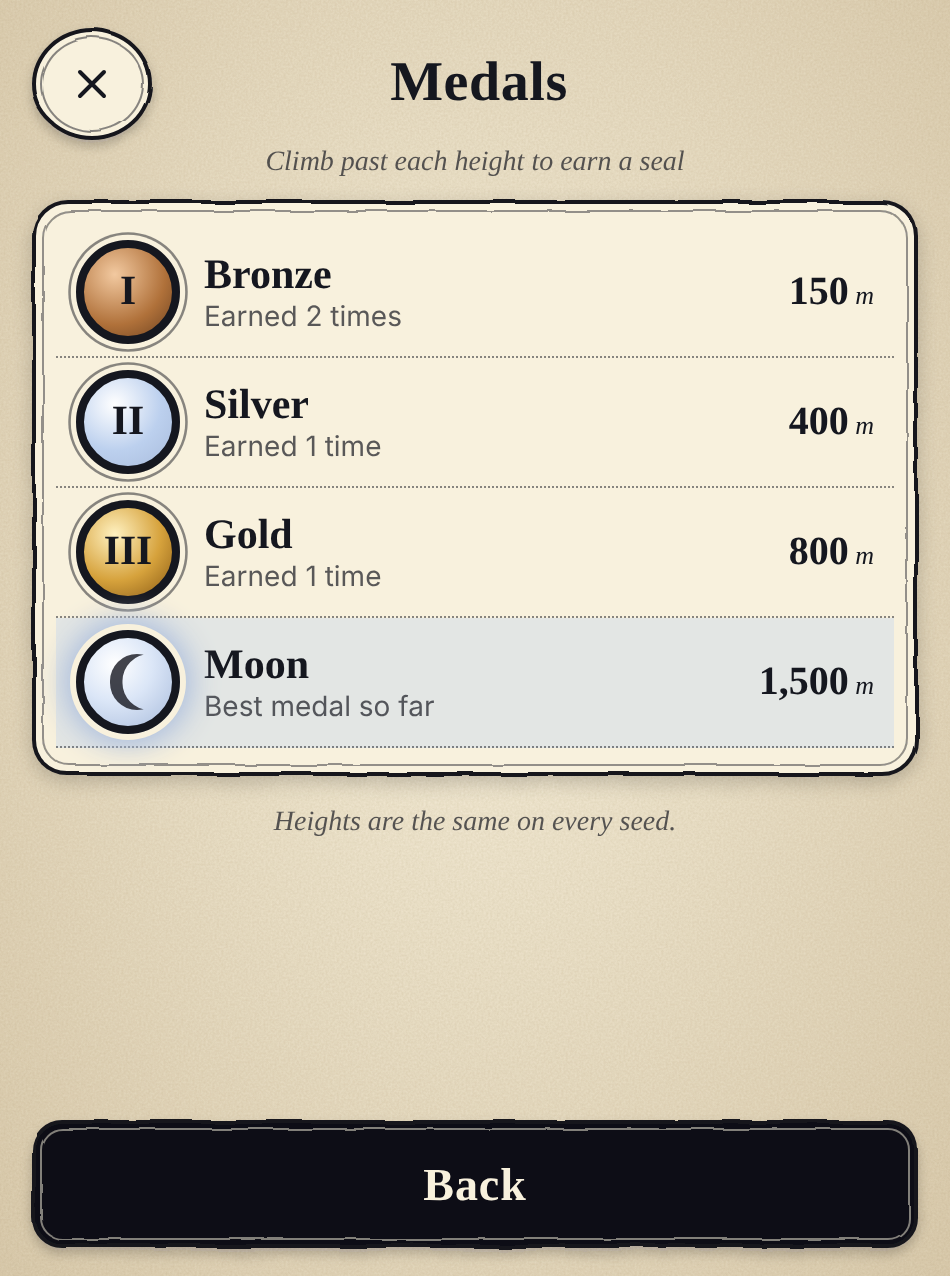 Medals
Climb past each height to earn a seal
I
Bronze
Earned 2 times
150 m
II
Silver
Earned 1 time
400 m
III
Gold
Earned 1 time
800 m
Moon
Best medal so far
1,500 m
Heights are the same on every seed.
Back